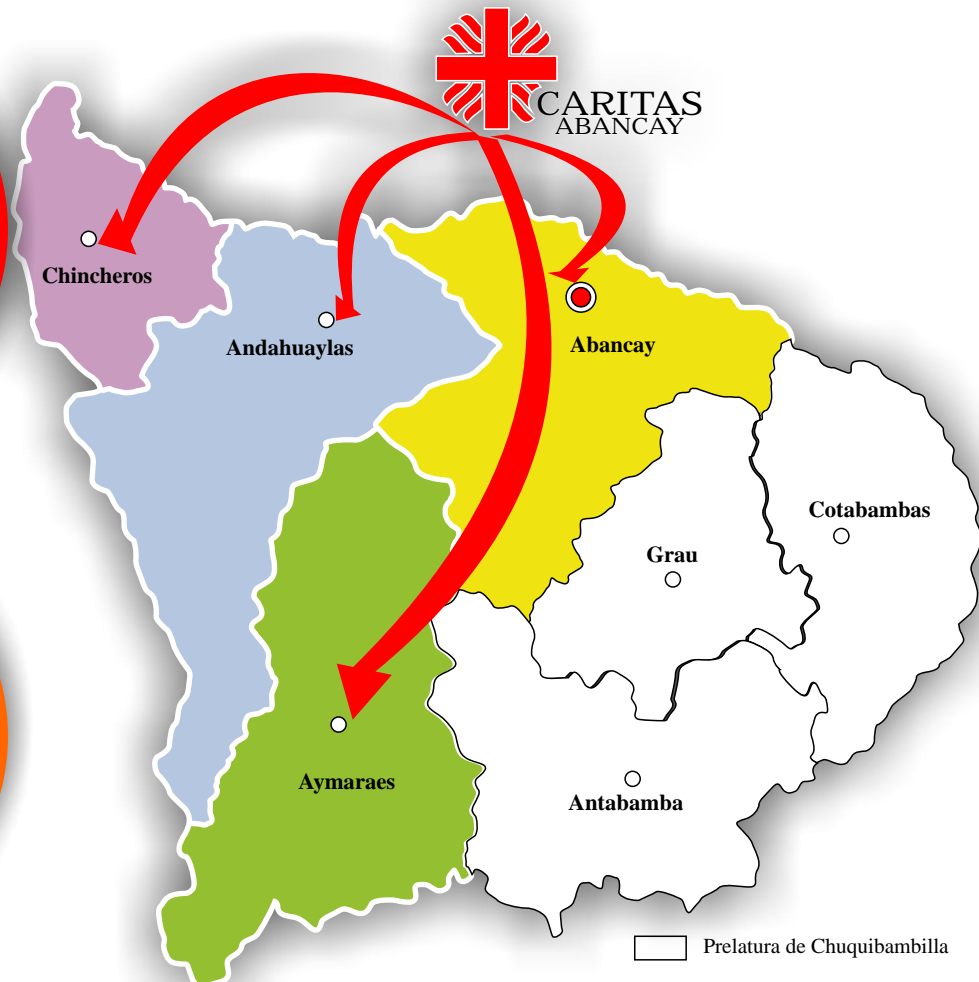 CARITAS
ABANCAY
Chincheros
Andahuaylas
Abancay
Cotabambas
Grau
Aymaraes
Antabamba
Prelatura de Chuquibambilla